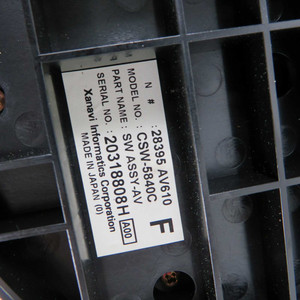 N # : 28395 AV610
MODEL NO. : CSW-5840C
PART NAME : SW ASSY-AV
SERIAL NO. : 20318808H A00
Xanavi Informatics Corporation
MADE IN JAPAN (0)
F